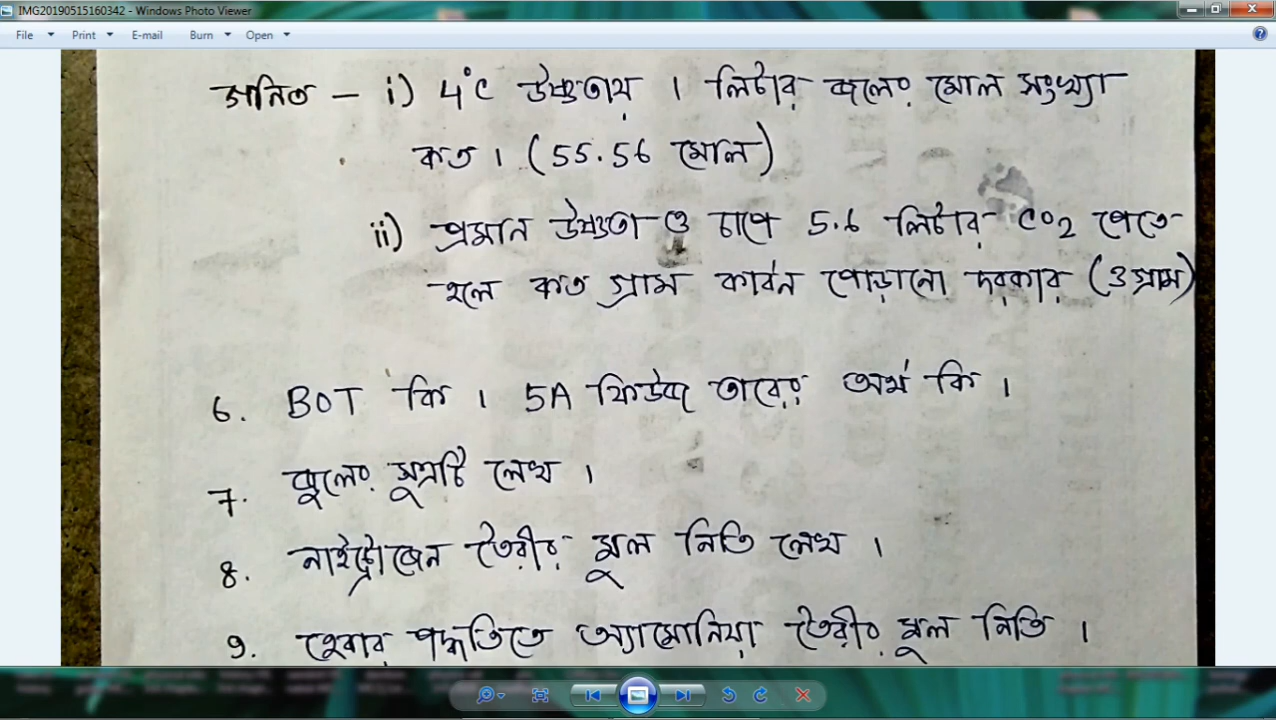 IMG20190515160342 - Windows Photo Viewer
File Print E-mail Burn Open
গনিত – i) 4°C উষ্ণতায় 1 লিটার জলের মোল সংখ্যা
কত । (55.56 মোল)
ii) প্রমান উষ্ণতা ও চাপে 5.6 লিটার CO2 পেতে
হলে কত গ্রাম কার্বন পোড়ানো দরকার (3 গ্রাম)
6. BOT কি । 5A ফিউজ তারের অর্থ কি ।
7. জুলের সুত্রটি লেখ ।
8. নাইট্রোজেন তৈরীর মুল নিতি লেখ ।
9. হেবার পদ্ধতিতে অ্যামোনিয়া তৈরীর মুল নিতি ।